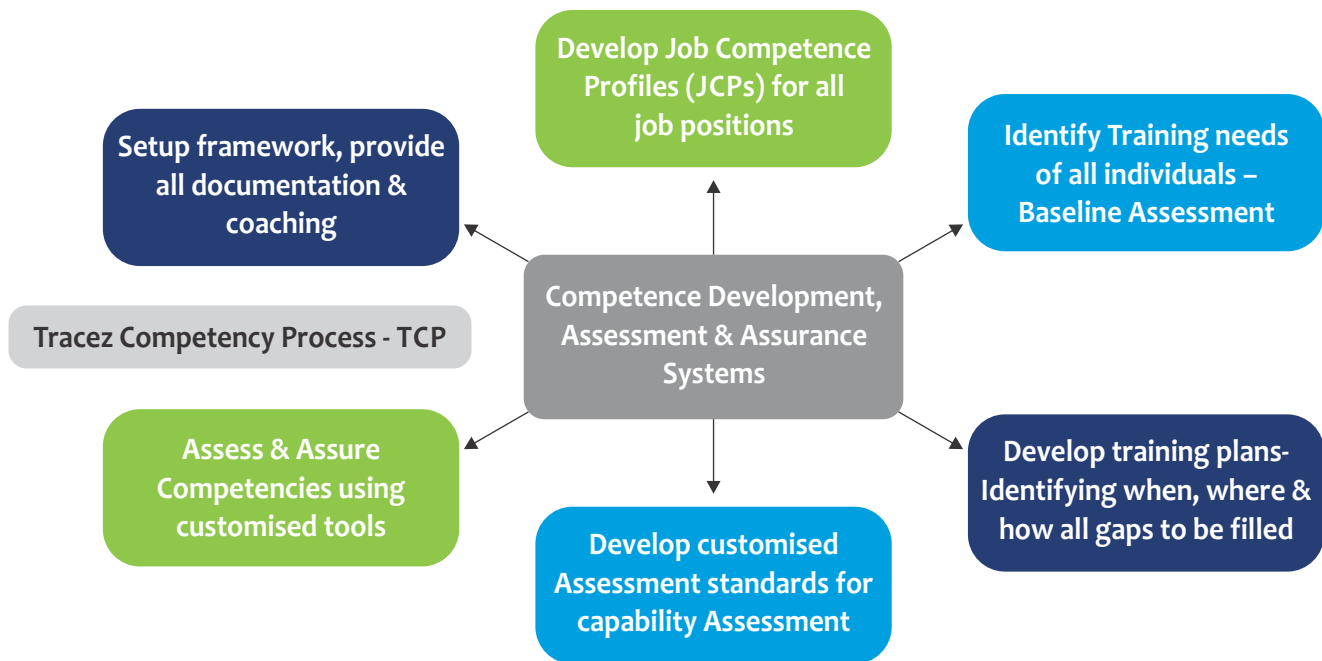 Develop Job Competence
Profiles (JCPs) for all
job positions
Setup framework, provide
all documentation &
coaching
Identify Training needs
of all individuals –
Baseline Assessment
Competence Development,
Assessment & Assurance
Systems
Tracez Competency Process - TCP
Assess & Assure
Competencies using
customised tools
Develop customised
Assessment standards for
capability Assessment
Develop training plans-
Identifying when, where &
how all gaps to be filled